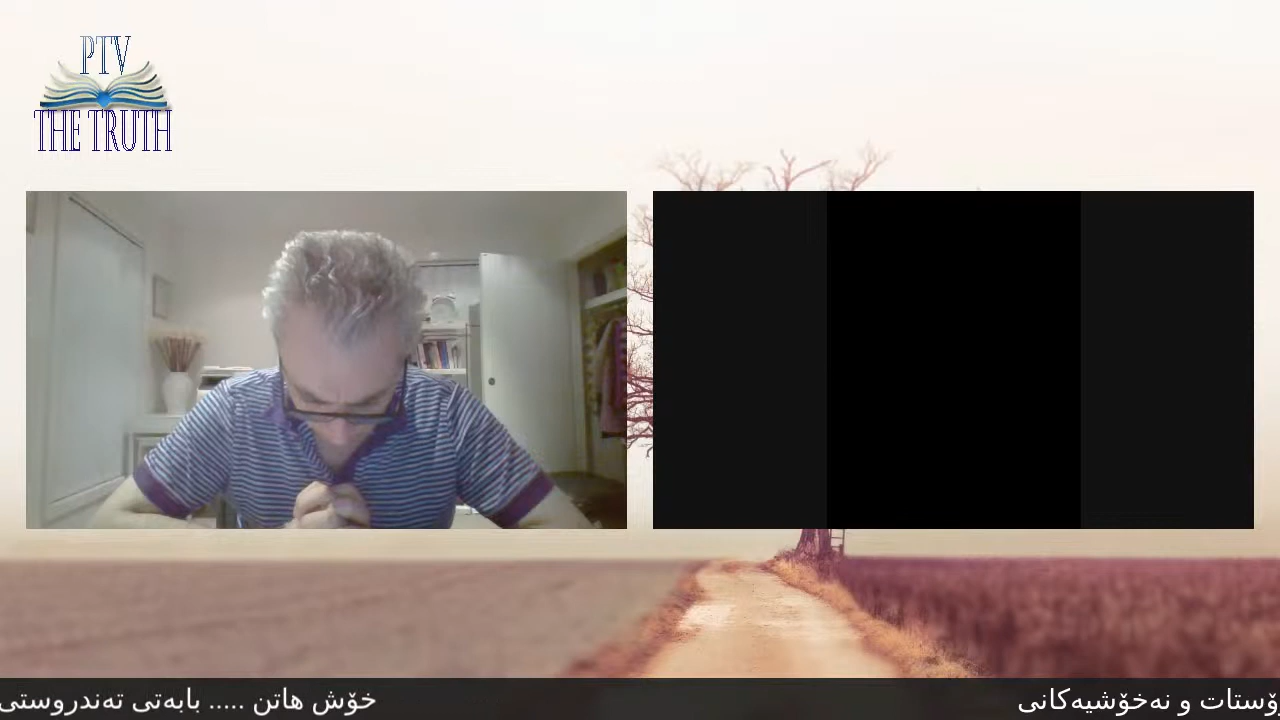 PTV
THE TRUTH
خۆش هاتن ..... بابەتی تەندروستی
ۆستات و نەخۆشیەکانی